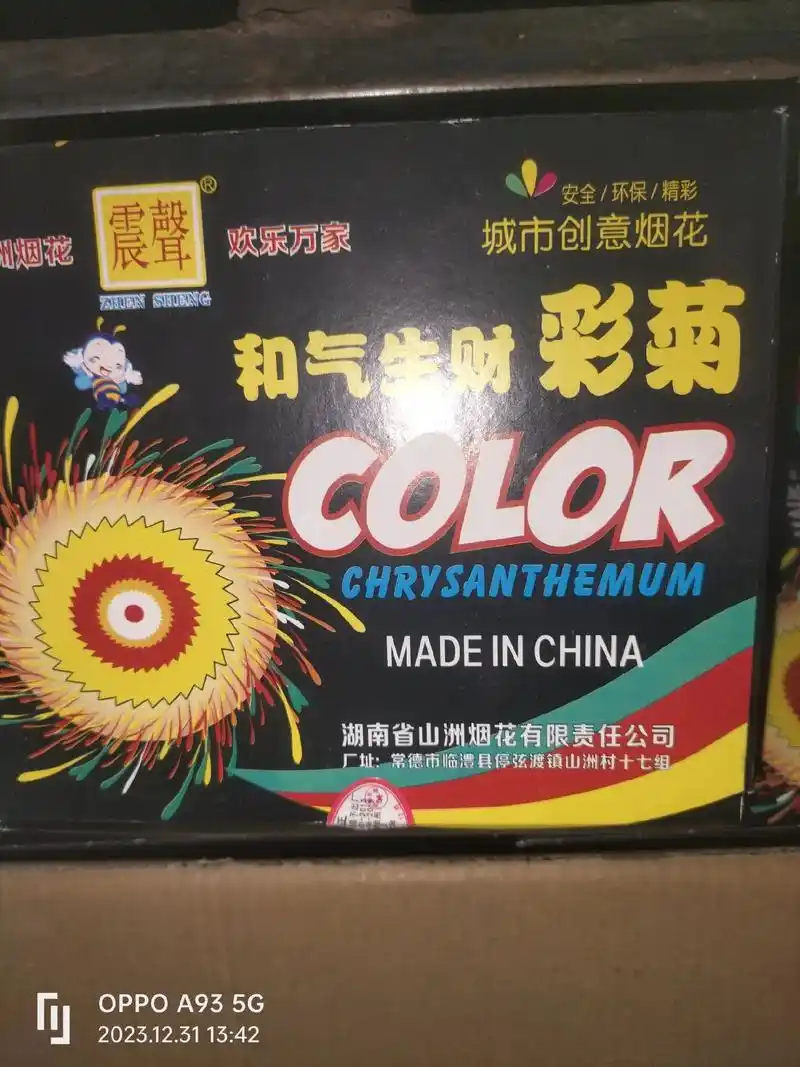 安全/环保/精彩
城市创意烟花
洲烟花
震聲®
欢乐万家
ZHEN SHENG
和气生财 彩菊
COLOR
CHRYSANTHEMUM
MADE IN CHINA
湖南省山洲烟花有限责任公司
厂址：常德市临澧县停弦渡镇山洲村十七组
OPPO A93 5G
2023.12.31 13:42